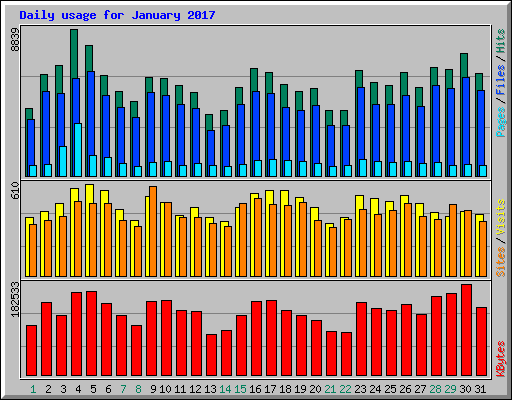 Daily usage for January 2017
8839
Pages / Files / Hits
610
Sites / Visits
182533
KBytes
1 2 3 4 5 6 7 8 9 10 11 12 13 14 15 16 17 18 19 20 21 22 23 24 25 26 27 28 29 30 31